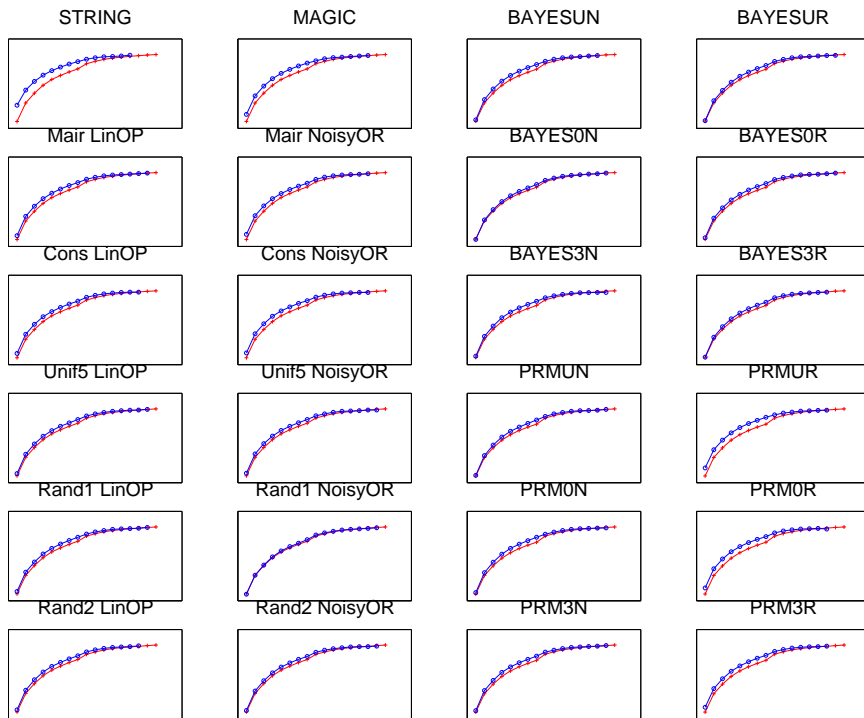 STRING MAGIC BAYESUN BAYESUR
Mair LinOP Mair NoisyOR BAYES0N BAYES0R
Cons LinOP Cons NoisyOR BAYES3N BAYES3R
Unif5 LinOP Unif5 NoisyOR PRMUN PRMUR
Rand1 LinOP Rand1 NoisyOR PRM0N PRM0R
Rand2 LinOP Rand2 NoisyOR PRM3N PRM3R